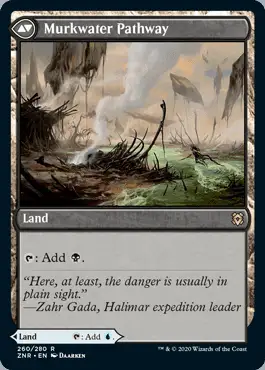 Murkwater Pathway
Land
: Add .
“Here, at least, the danger is usually in
plain sight.”
—Zahr Gada, Halimar expedition leader
Land : Add .
260/280 R
ZNR • EN Daarken ™ & © 2020 Wizards of the Coast